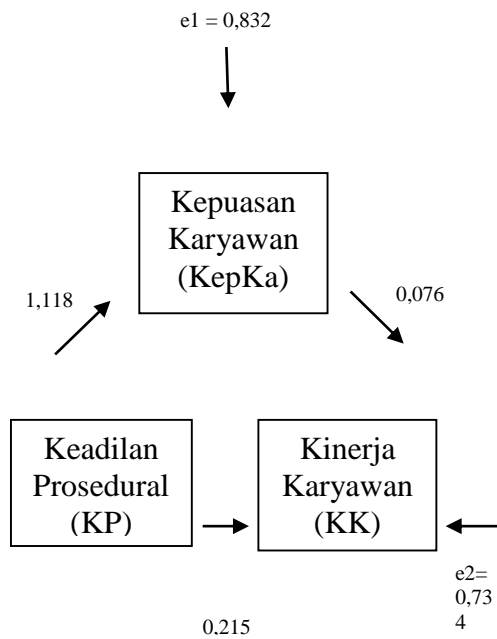 e1 = 0,832
Kepuasan
Karyawan
(KepKa)
1,118
0,076
Keadilan
Prosedural
(KP)
Kinerja
Karyawan
(KK)
e2=
0,73
4
0,215